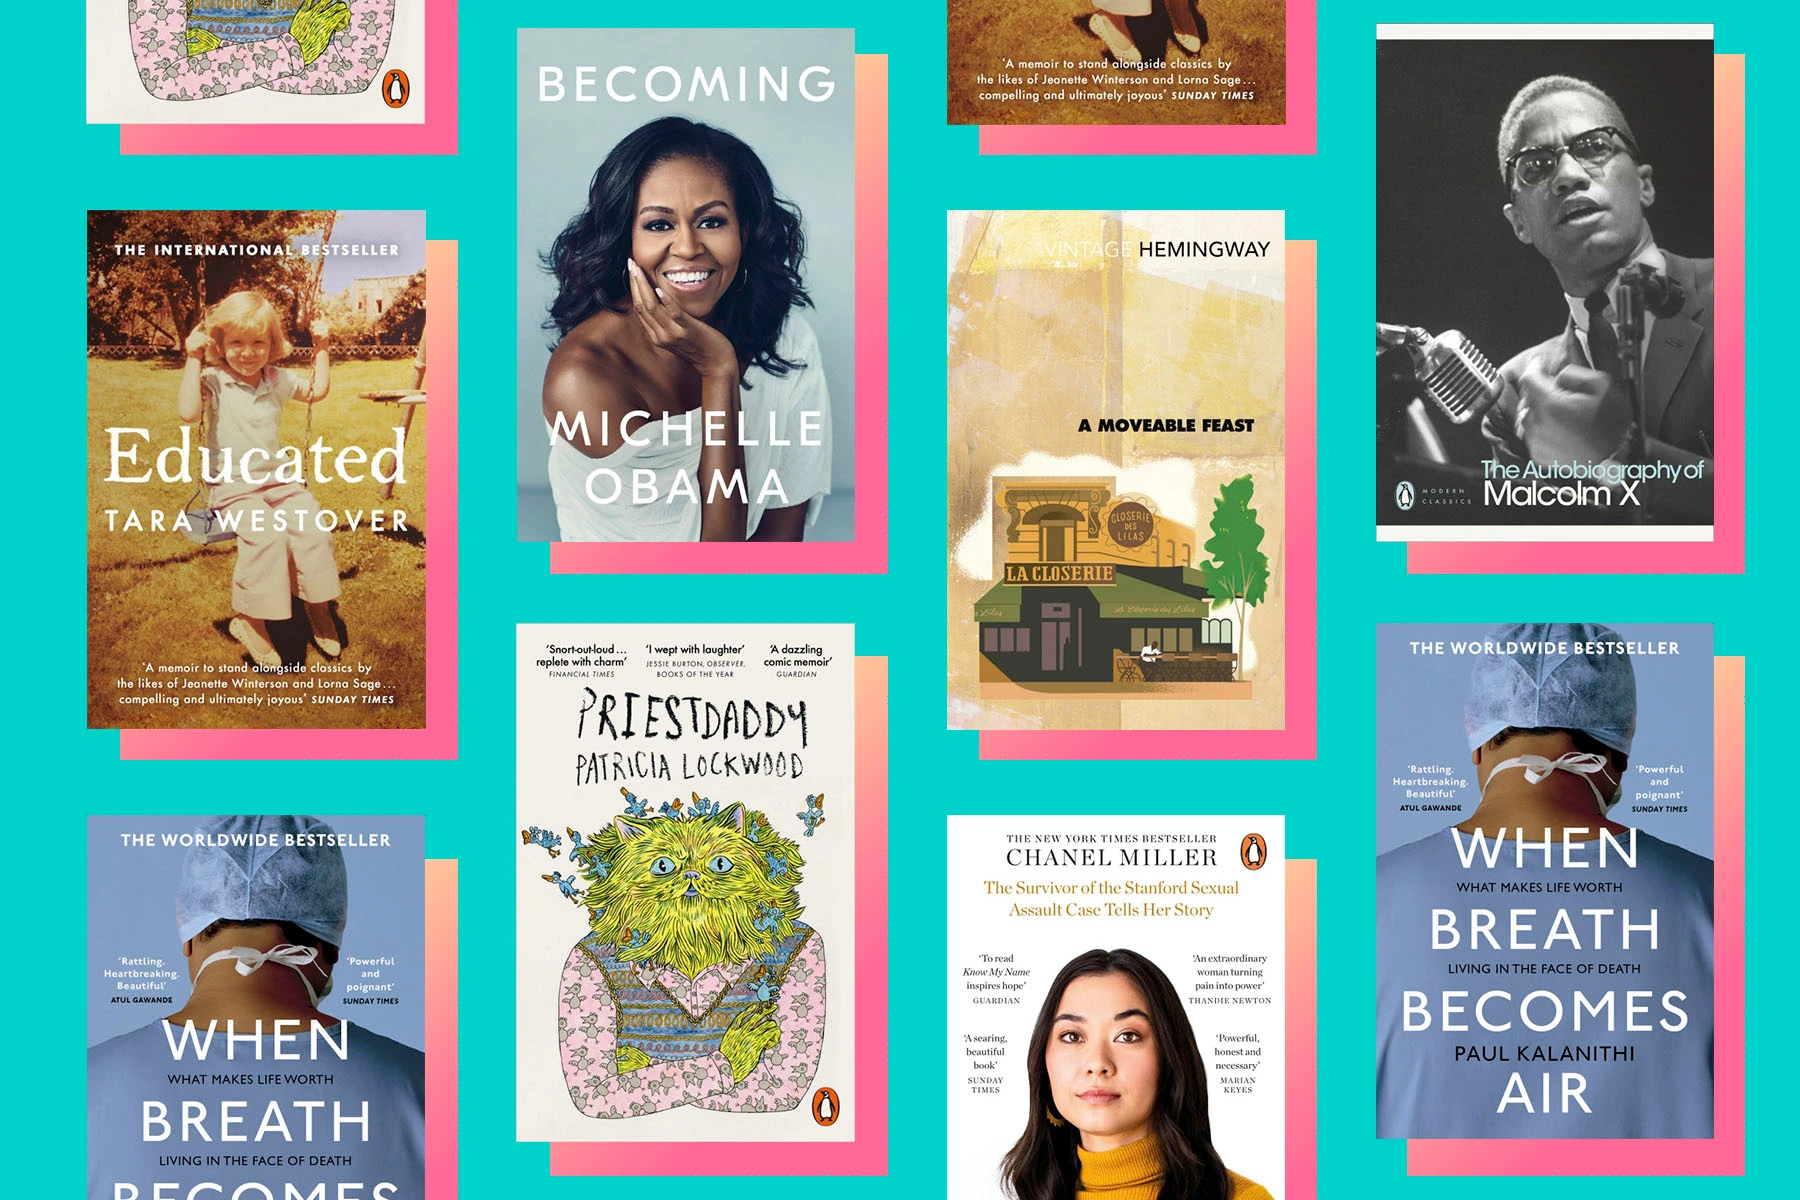 THE INTERNATIONAL BESTSELLER
Educated
TARA WESTOVER
'A memoir to stand alongside classics by
the likes of Jeanette Winterson and Lorna Sage...
compelling and ultimately joyous' SUNDAY TIMES
THE WORLDWIDE BESTSELLER
'Rattling.
Heartbreaking.
Beautiful'
ATUL GAWANDE
'Powerful
and
poignant'
SUNDAY TIMES
WHEN
WHAT MAKES LIFE WORTH
BREATH
LIVING IN THE FACE OF DEATH
BECOMES
BECOMING
MICHELLE
OBAMA
'Snort-out-loud...
replete with charm'
FINANCIAL TIMES
'I wept with laughter'
JESSIE BURTON, OBSERVER,
BOOKS OF THE YEAR
'A dazzling
comic memoir'
GUARDIAN
PRIESTDADDY
PATRICIA LOCKWOOD
'A memoir to stand alongside classics by
the likes of Jeanette Winterson and Lorna Sage...
compelling and ultimately joyous' SUNDAY TIMES
VINTAGE HEMINGWAY
A MOVEABLE FEAST
CLOSERIE
DES
LILAS
LA CLOSERIE
Lilas
La Closerie des Lilas
THE NEW YORK TIMES BESTSELLER
CHANEL MILLER
The Survivor of the Stanford Sexual
Assault Case Tells Her Story
'To read
Know My Name
inspires hope'
GUARDIAN
'An extraordinary
woman turning
pain into power'
THANDIE NEWTON
'A searing,
beautiful
book'
SUNDAY
TIMES
'Powerful,
honest and
necessary'
MARIAN
KEYES
The Autobiography of
Malcolm X
MODERN
CLASSICS
THE WORLDWIDE BESTSELLER
'Rattling.
Heartbreaking.
Beautiful'
ATUL GAWANDE
'Powerful
and
poignant'
SUNDAY TIMES
WHEN
WHAT MAKES LIFE WORTH
BREATH
LIVING IN THE FACE OF DEATH
BECOMES
PAUL KALANITHI
AIR